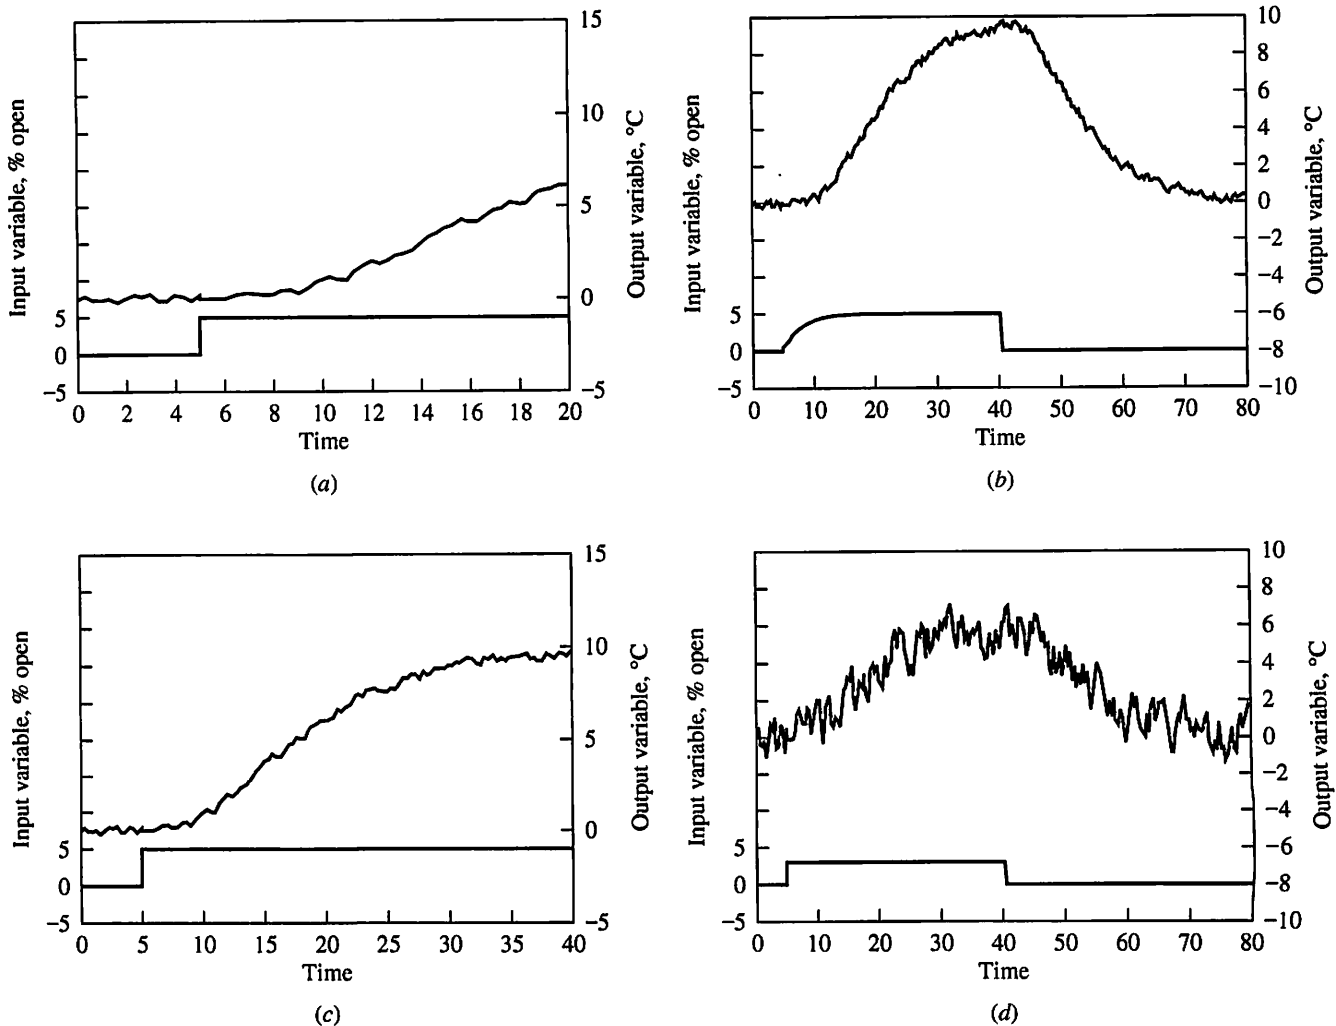 Input variable, % open
5
0
−5
15
10
5
0
−5
Output variable, °C
0 2 4 6 8 10 12 14 16 18 20
Time
(a)
Input variable, % open
5
0
−5
10
8
6
4
2
0
−2
−4
−6
−8
−10
Output variable, °C
0 10 20 30 40 50 60 70 80
Time
(b)
Input variable, % open
5
0
−5
15
10
5
0
−5
Output variable, °C
0 5 10 15 20 25 30 35 40
Time
(c)
Input variable, % open
5
0
−5
10
8
6
4
2
0
−2
−4
−6
−8
−10
Output variable, °C
0 10 20 30 40 50 60 70 80
Time
(d)